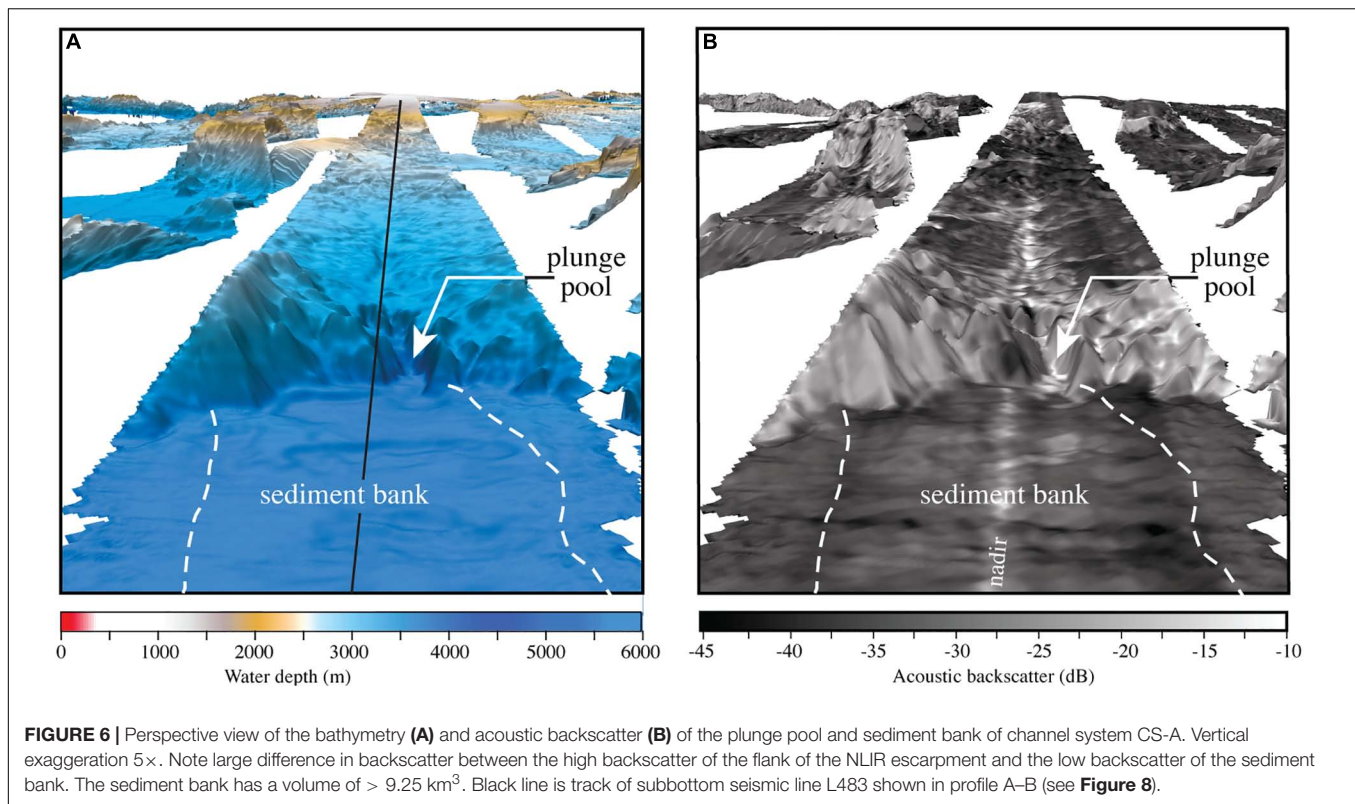 A
plunge
pool
sediment bank
0 1000 2000 3000 4000 5000 6000
Water depth (m)
B
plunge
pool
sediment bank
nadir
-45 -40 -35 -30 -25 -20 -15 -10
Acoustic backscatter (dB)
FIGURE 6 | Perspective view of the bathymetry (A) and acoustic backscatter (B) of the plunge pool and sediment bank of channel system CS-A. Vertical
exaggeration 5×. Note large difference in backscatter between the high backscatter of the flank of the NLIR escarpment and the low backscatter of the sediment
bank. The sediment bank has a volume of > 9.25 km³. Black line is track of subbottom seismic line L483 shown in profile A–B (see Figure 8).